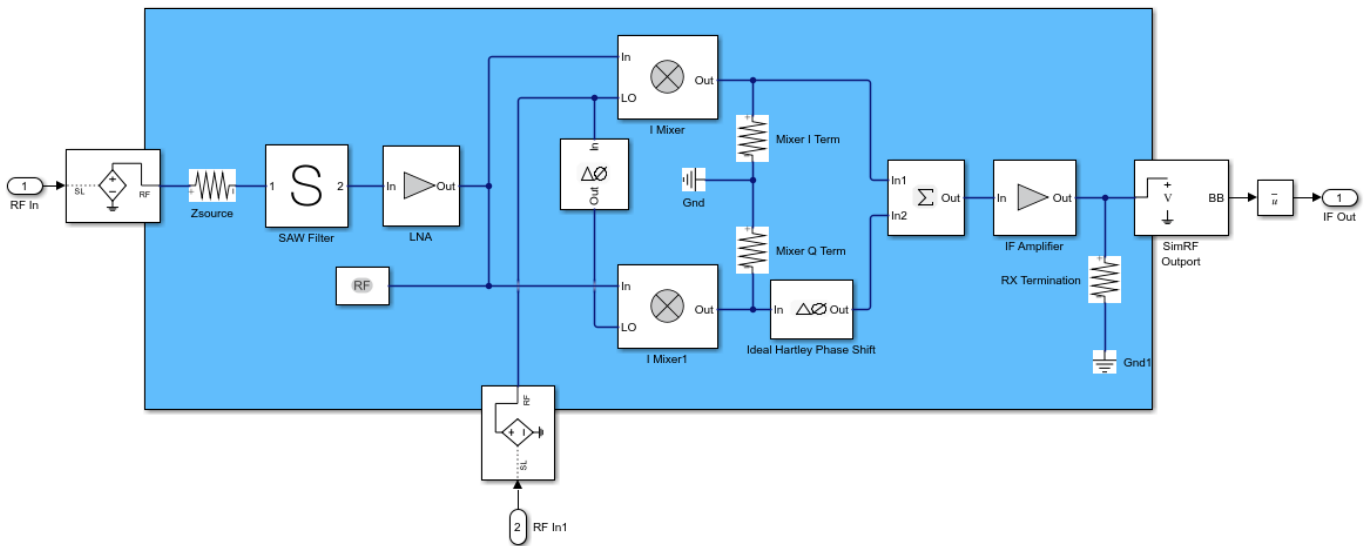 In
Out
LO
I Mixer
In
Out
ΔØ
Mixer I Term
Gnd
1
RF In
SL
RF
Zsource
1
S
2
SAW Filter
In
Out
LNA
In1
In2
Σ
Out
In
Out
IF Amplifier
V
BB
SimRF
Outport
u
1
IF Out
Mixer Q Term
RX Termination
RF
In
Out
LO
I Mixer1
In
ΔØ
Out
Ideal Hartley Phase Shift
Gnd1
RF
SL
2
RF In1